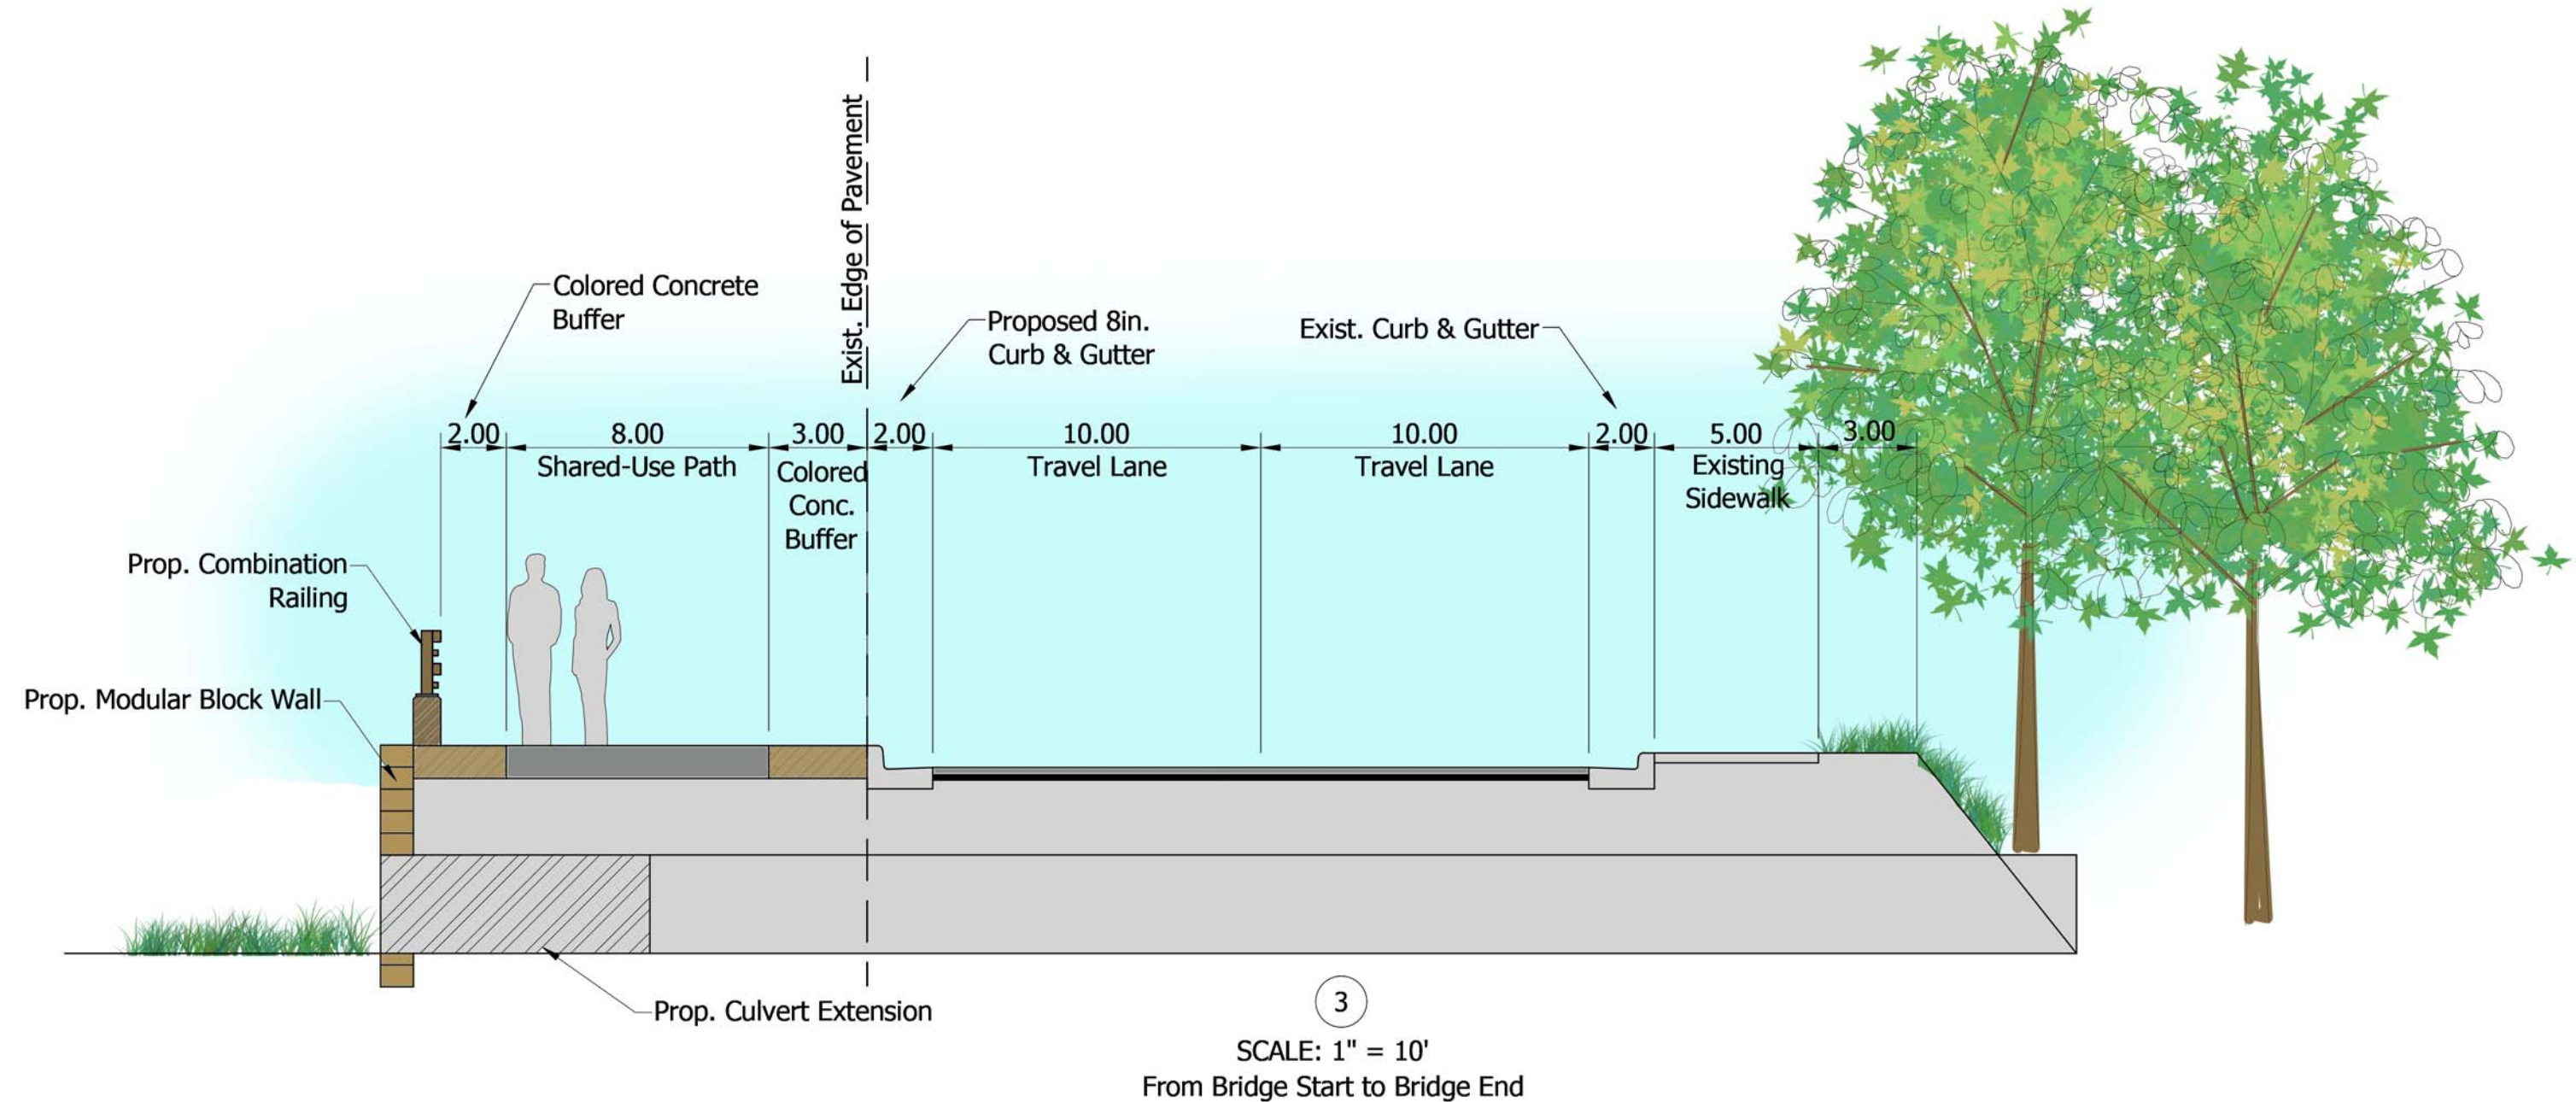 Exist. Edge of Pavement
Colored Concrete
Buffer
Proposed 8in.
Curb & Gutter
Exist. Curb & Gutter
2.00
8.00
3.00
2.00
10.00
10.00
2.00
5.00
3.00
Shared-Use Path
Colored
Conc.
Buffer
Travel Lane
Travel Lane
Existing
Sidewalk
Prop. Combination
Railing
Prop. Modular Block Wall
Prop. Culvert Extension
3
SCALE: 1" = 10'
From Bridge Start to Bridge End